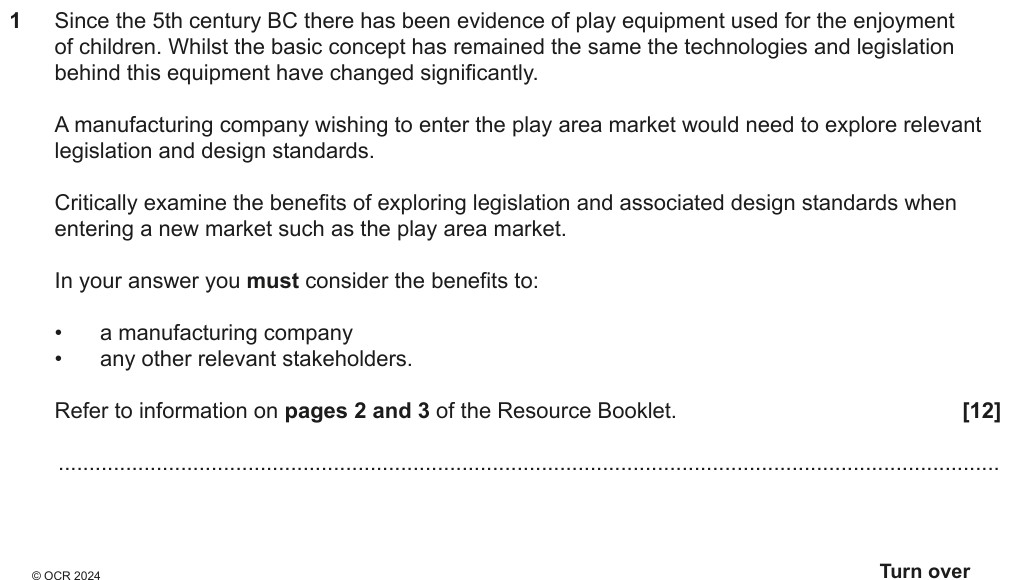 1 Since the 5th century BC there has been evidence of play equipment used for the enjoyment
of children. Whilst the basic concept has remained the same the technologies and legislation
behind this equipment have changed significantly.
A manufacturing company wishing to enter the play area market would need to explore relevant
legislation and design standards.
Critically examine the benefits of exploring legislation and associated design standards when
entering a new market such as the play area market.
In your answer you must consider the benefits to:
• a manufacturing company
• any other relevant stakeholders.
Refer to information on pages 2 and 3 of the Resource Booklet. [12]
© OCR 2024
Turn over